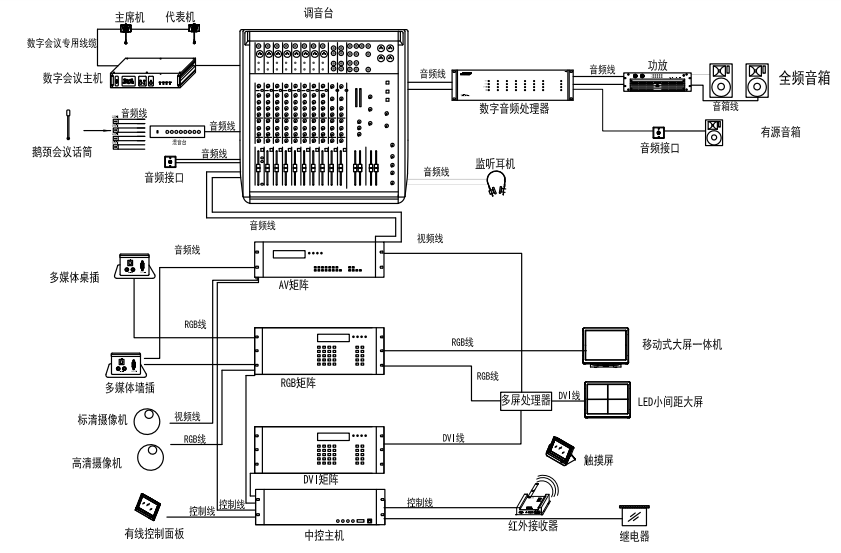 调音台
主席机
代表机
数字会议专用线缆
数字会议主机
音频线
功放
音频线
全频音箱
数字音频处理器
音箱线
音频线
音频线
混音台
鹅颈会议话筒
音频线
音频接口
有源音箱
音频接口
监听耳机
音频线
音频线
视频线
音频线
多媒体桌插
AV矩阵
RGB线
RGB线
移动式大屏一体机
RGB矩阵
RGB线
多媒体墙插
多屏处理器
DVI线
LED小间距大屏
标清摄像机
视频线
RGB线
DVI线
高清摄像机
触摸屏
DVI矩阵
控制线
控制线
控制线
有线控制面板
中控主机
红外接收器
继电器